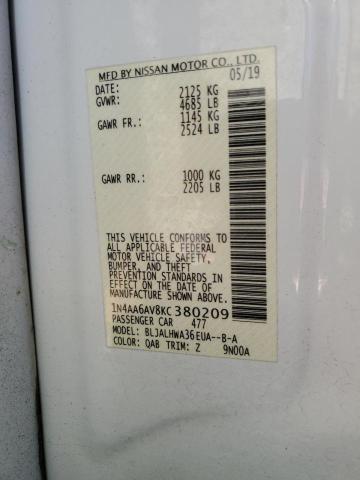 MFD BY NISSAN MOTOR CO., LTD.
DATE: 05/19
GVWR: 2125 KG
4685 LB
GAWR FR.: 1145 KG
2524 LB
GAWR RR.: 1000 KG
2205 LB
THIS VEHICLE CONFORMS TO
ALL APPLICABLE FEDERAL
MOTOR VEHICLE SAFETY,
BUMPER, AND THEFT
PREVENTION STANDARDS IN
EFFECT ON THE DATE OF
MANUFACTURE SHOWN ABOVE.
1N4AA6AV8KC380209
PASSENGER CAR 477
MODEL: BLJALHWA36EUA--B-A
COLOR: QAB TRIM: Z 9N00A